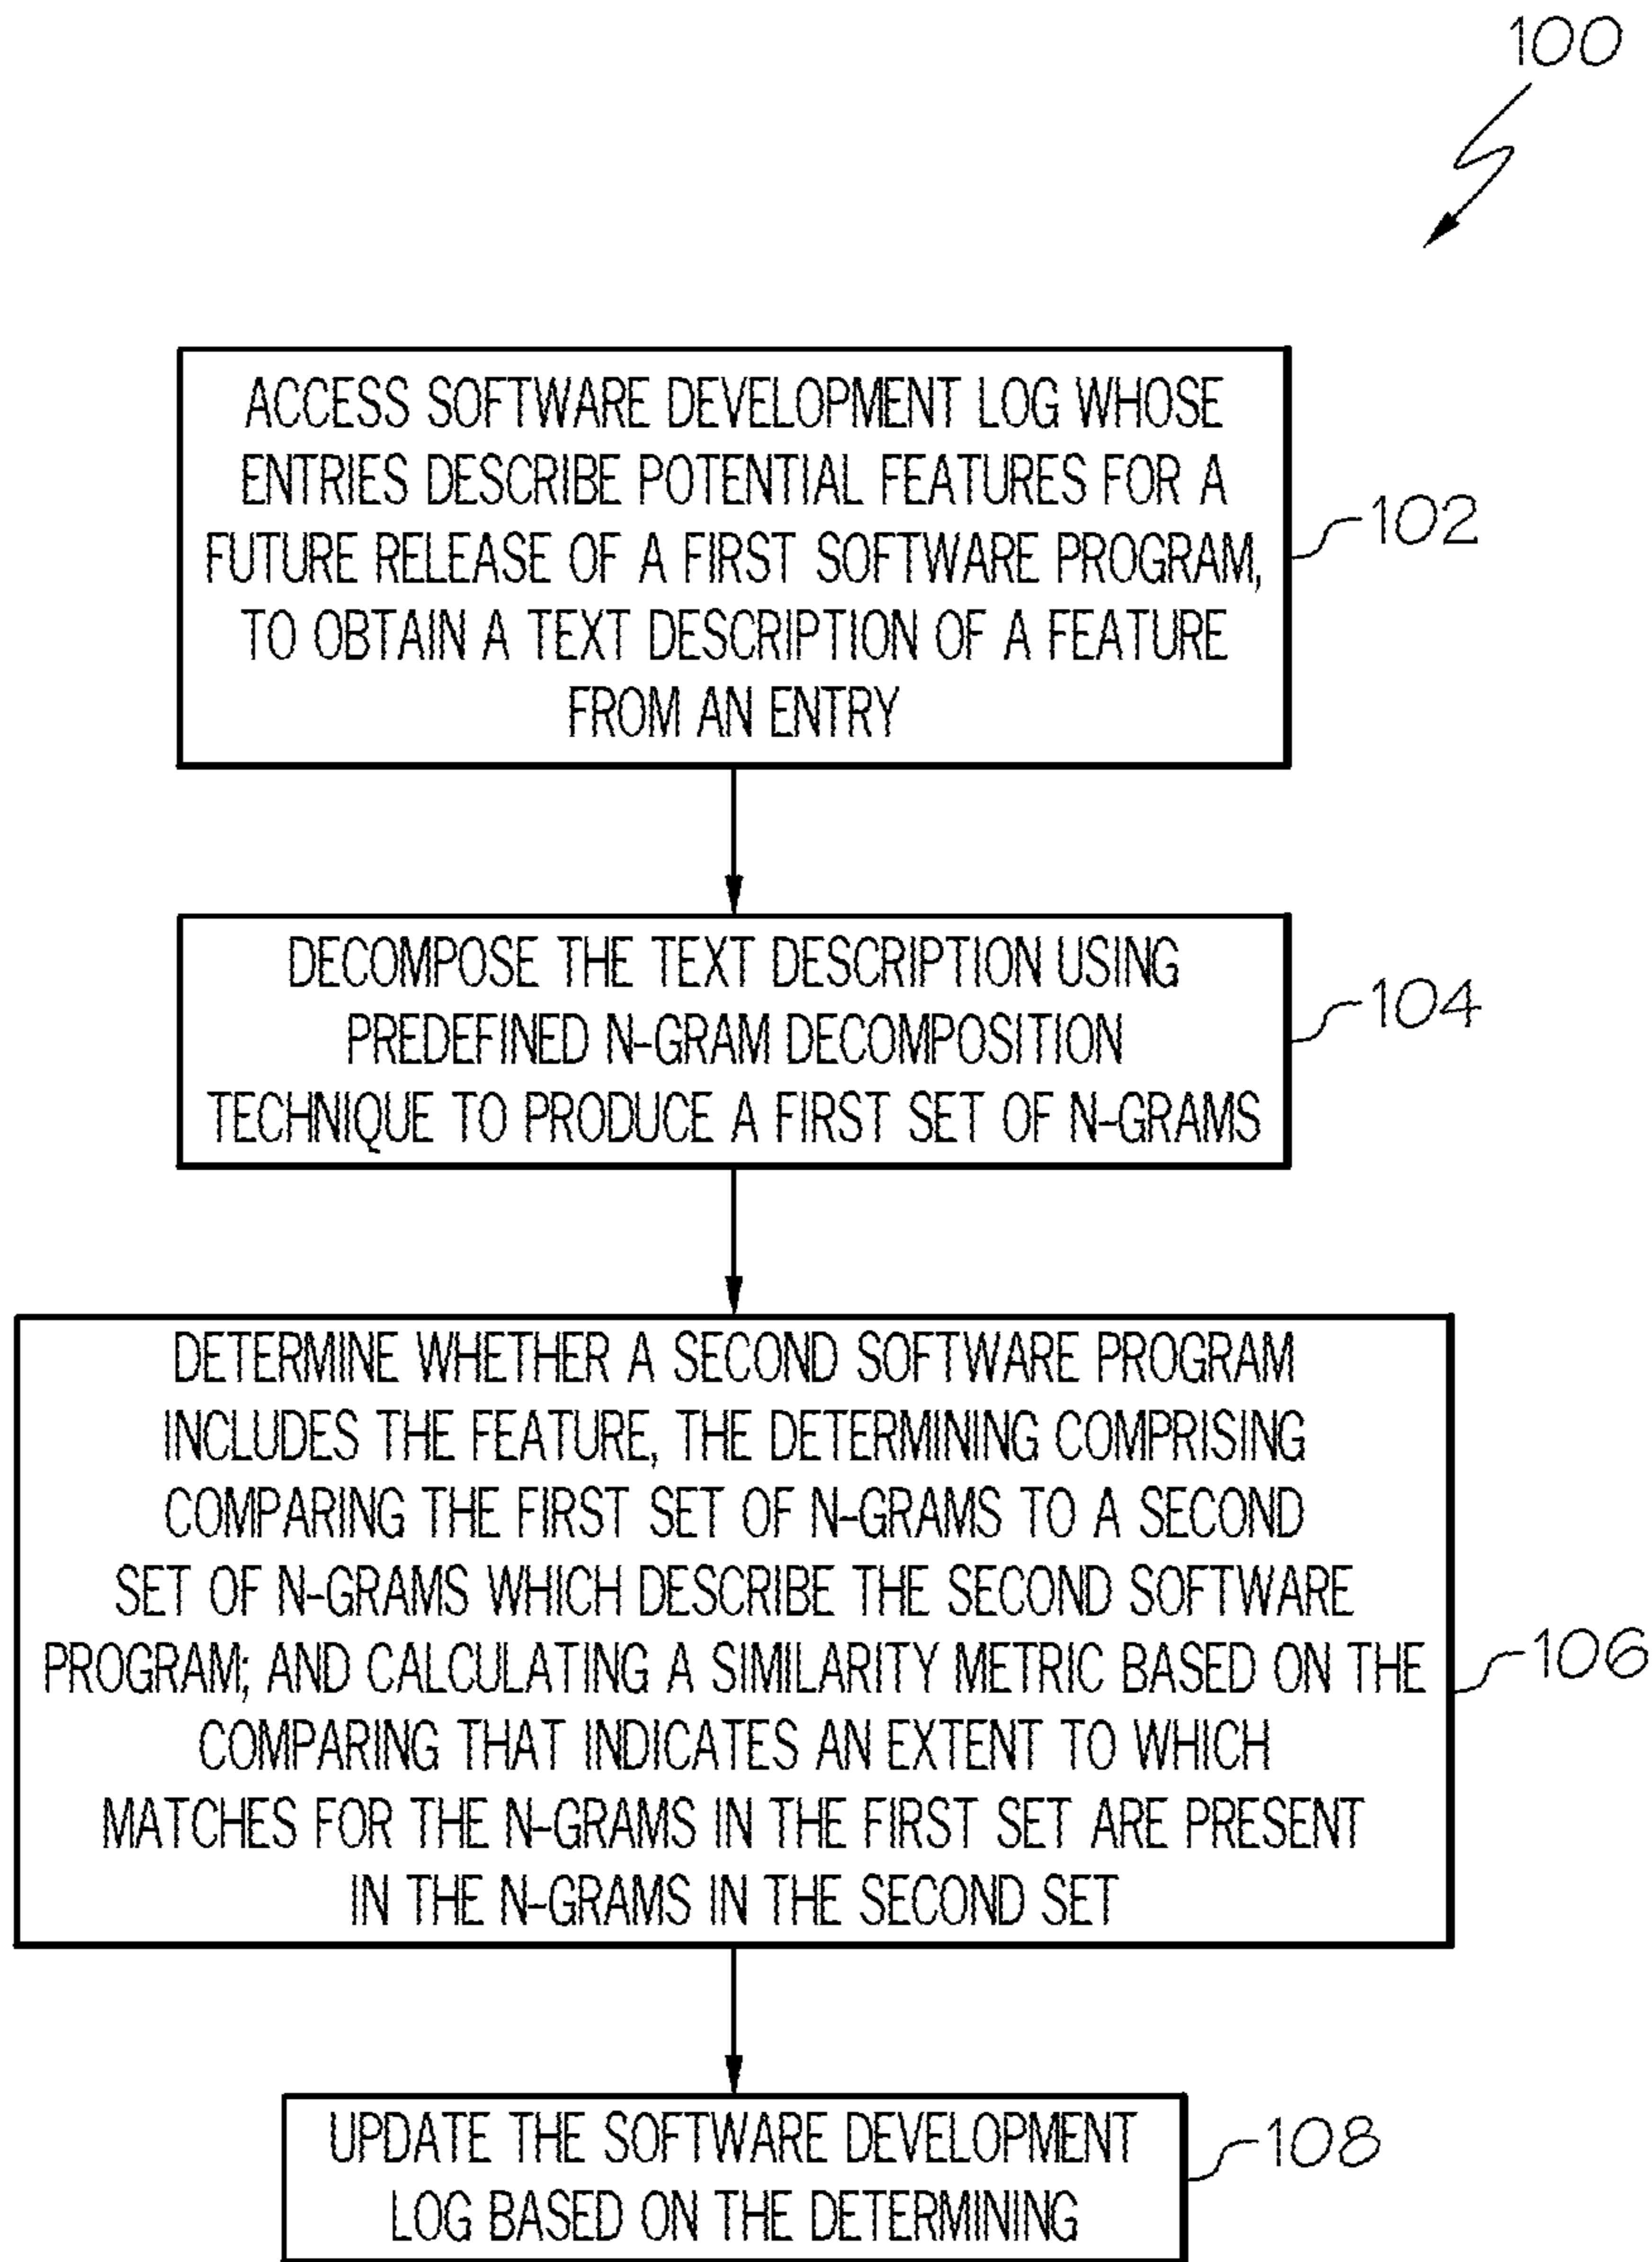 100
ACCESS SOFTWARE DEVELOPMENT LOG WHOSE
ENTRIES DESCRIBE POTENTIAL FEATURES FOR A
FUTURE RELEASE OF A FIRST SOFTWARE PROGRAM,
TO OBTAIN A TEXT DESCRIPTION OF A FEATURE
FROM AN ENTRY
102
DECOMPOSE THE TEXT DESCRIPTION USING
PREDEFINED N-GRAM DECOMPOSITION
TECHNIQUE TO PRODUCE A FIRST SET OF N-GRAMS
104
DETERMINE WHETHER A SECOND SOFTWARE PROGRAM
INCLUDES THE FEATURE, THE DETERMINING COMPRISING
COMPARING THE FIRST SET OF N-GRAMS TO A SECOND
SET OF N-GRAMS WHICH DESCRIBE THE SECOND SOFTWARE
PROGRAM; AND CALCULATING A SIMILARITY METRIC BASED ON THE
COMPARING THAT INDICATES AN EXTENT TO WHICH
MATCHES FOR THE N-GRAMS IN THE FIRST SET ARE PRESENT
IN THE N-GRAMS IN THE SECOND SET
106
UPDATE THE SOFTWARE DEVELOPMENT
LOG BASED ON THE DETERMINING
108